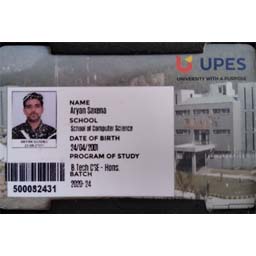 UPES
UNIVERSITY WITH A PURPOSE
NAME
Aryan Saxena
SCHOOL
School of Computer Science
DATE OF BIRTH
24/04/2001
PROGRAM OF STUDY
B.Tech CSE - Hons.
BATCH
2020-24
500082431